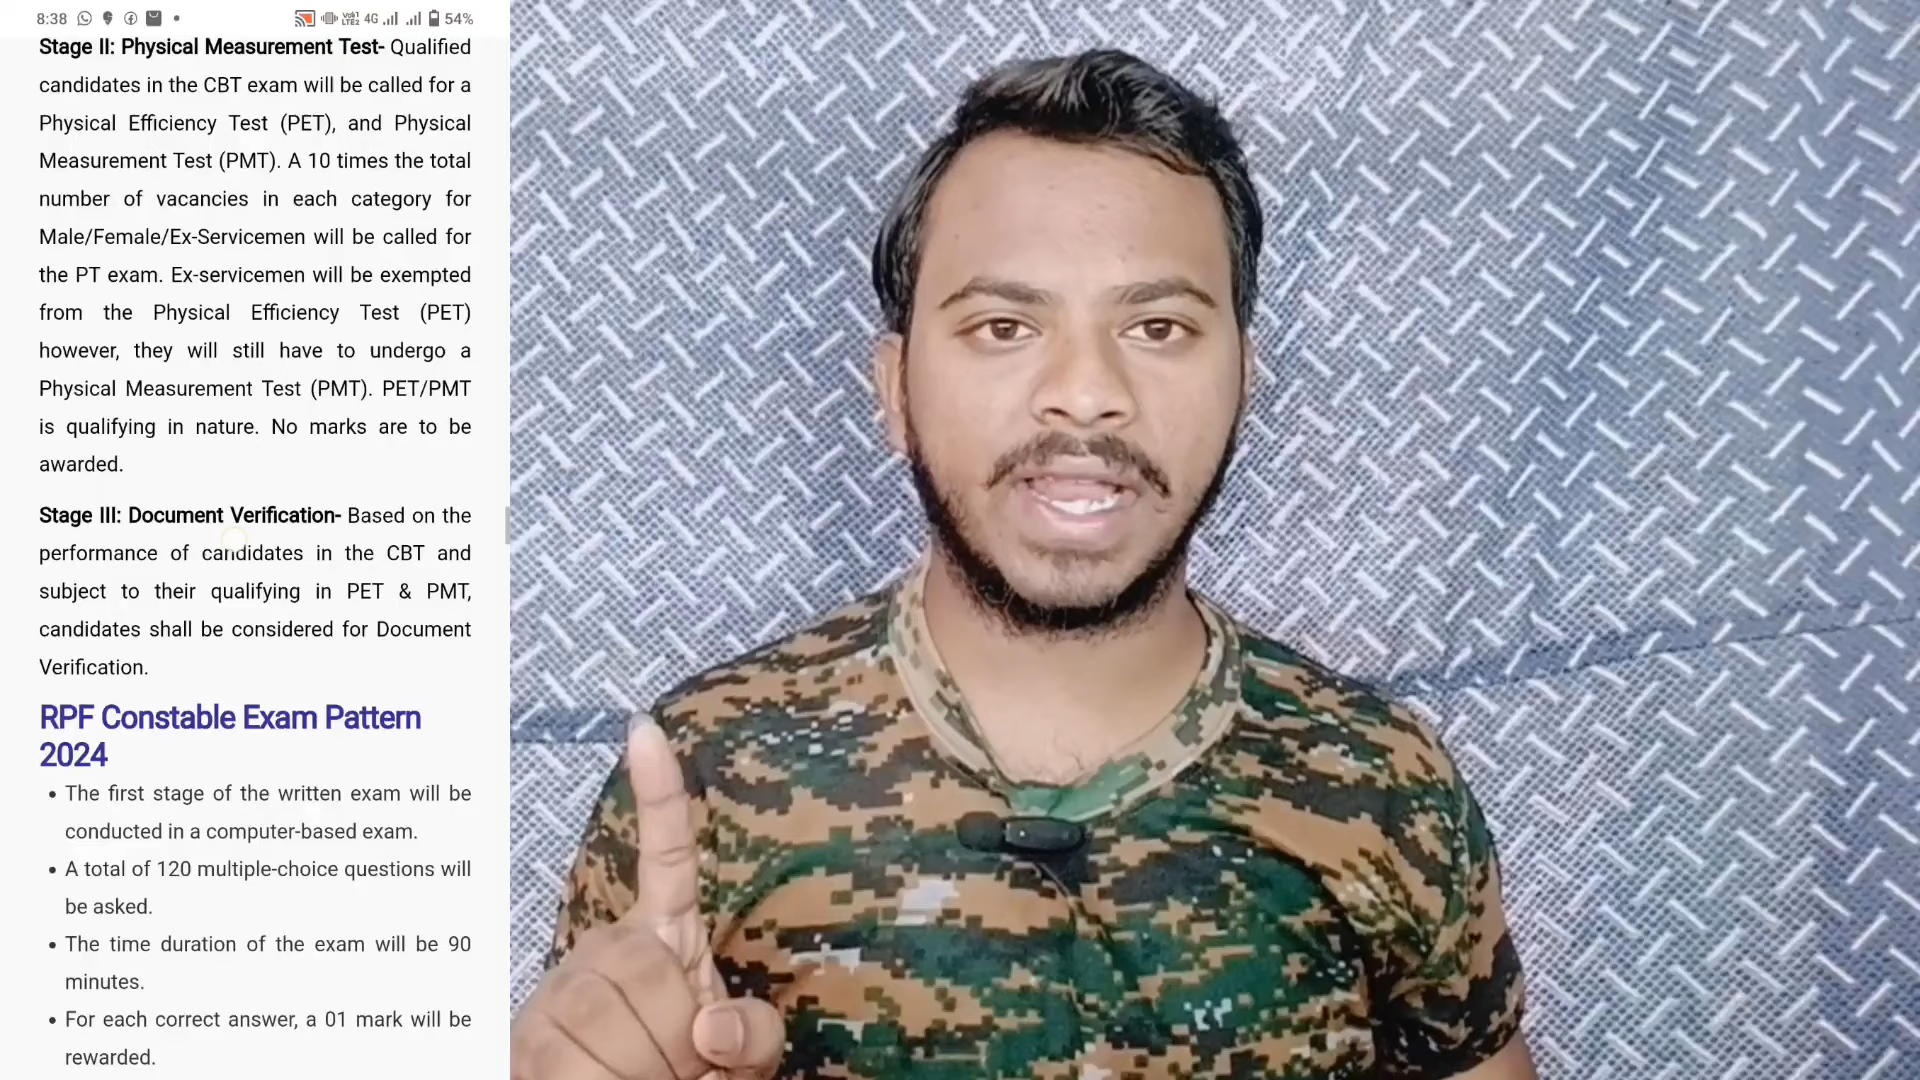 8:38 VoI1 LTE2 4G 54%
Stage II: Physical Measurement Test- Qualified
candidates in the CBT exam will be called for a
Physical Efficiency Test (PET), and Physical
Measurement Test (PMT). A 10 times the total
number of vacancies in each category for
Male/Female/Ex-Servicemen will be called for
the PT exam. Ex-servicemen will be exempted
from the Physical Efficiency Test (PET)
however, they will still have to undergo a
Physical Measurement Test (PMT). PET/PMT
is qualifying in nature. No marks are to be
awarded.
Stage III: Document Verification- Based on the
performance of candidates in the CBT and
subject to their qualifying in PET & PMT,
candidates shall be considered for Document
Verification.
RPF Constable Exam Pattern
2024
• The first stage of the written exam will be
conducted in a computer-based exam.
• A total of 120 multiple-choice questions will
be asked.
• The time duration of the exam will be 90
minutes.
• For each correct answer, a 01 mark will be
rewarded.